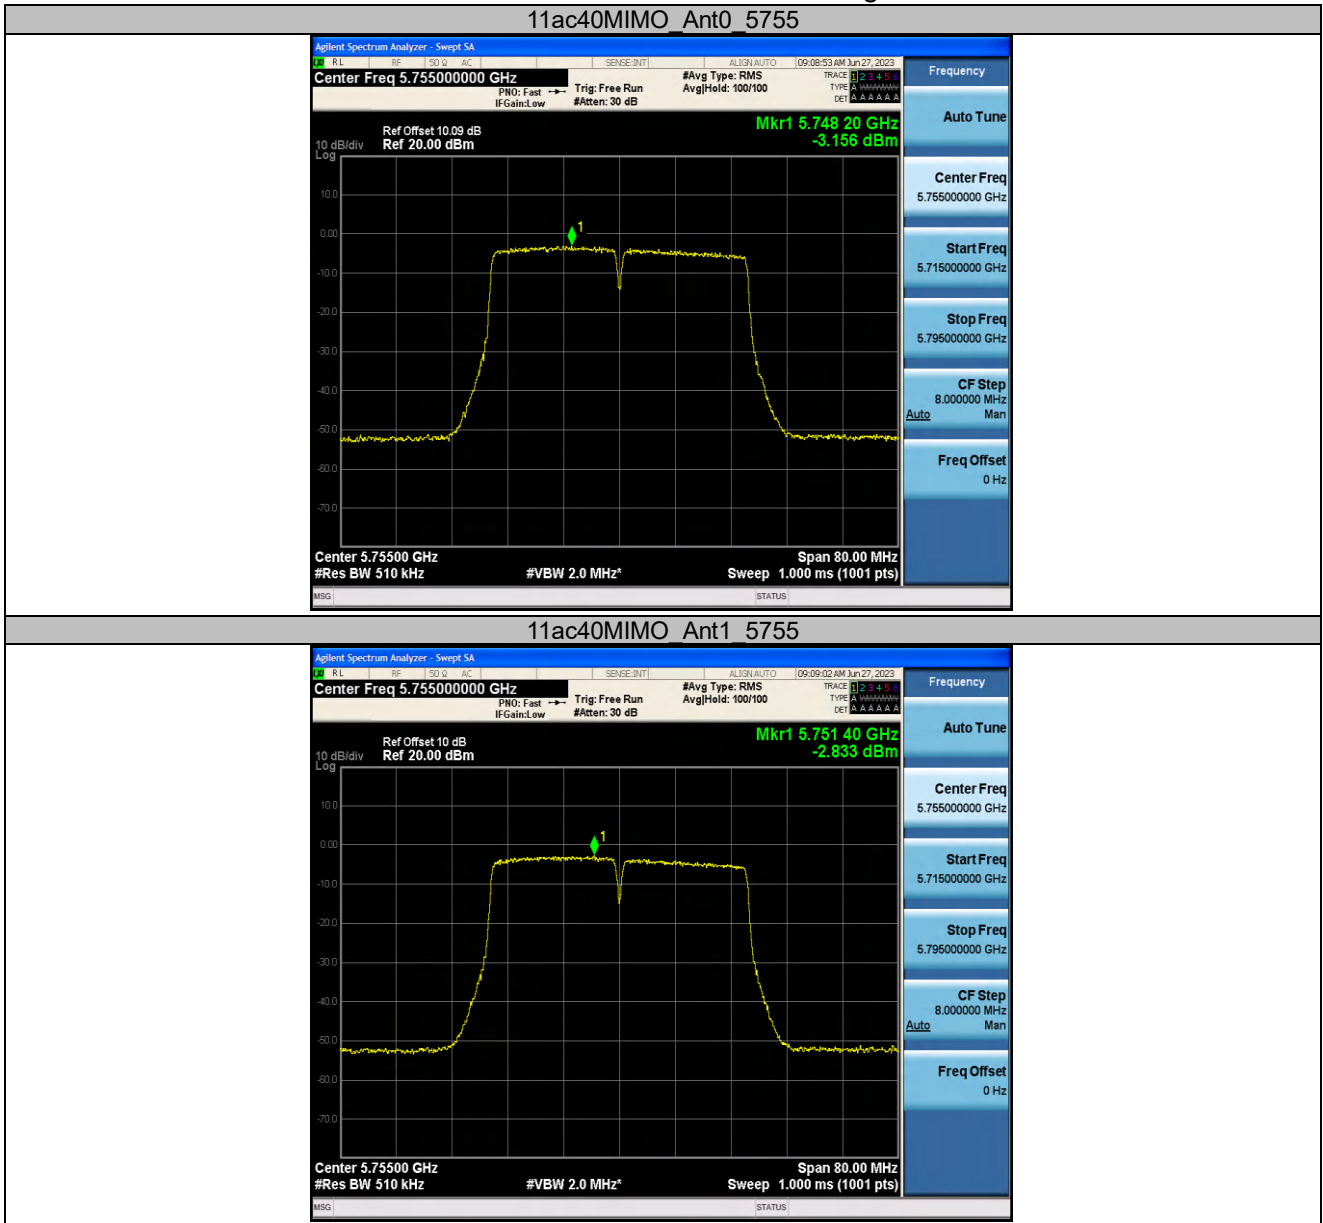 11ac40MIMO_Ant0_5755
Agilent Spectrum Analyzer - Swept SA
RL RF 50 Ω AC SENSE:INT ALIGN AUTO 09:08:53 AM Jun 27, 2023
Center Freq 5.755000000 GHz
PNO: Fast
IFGain:Low
Trig: Free Run
#Atten: 30 dB
#Avg Type: RMS
Avg|Hold: 100/100
TRACE 1 2 3 4 5 6
TYPE A WWWWW
DET A A A A A A
Frequency
Mkr1 5.748 20 GHz
-3.156 dBm
Ref Offset 10.09 dB
10 dB/div Ref 20.00 dBm
Log
10.0
0.00
-10.0
-20.0
-30.0
-40.0
-50.0
-60.0
-70.0
1
Center 5.75500 GHz Span 80.00 MHz
#Res BW 510 kHz #VBW 2.0 MHz* Sweep 1.000 ms (1001 pts)
MSG STATUS
Auto Tune
Center Freq
5.755000000 GHz
Start Freq
5.715000000 GHz
Stop Freq
5.795000000 GHz
CF Step
8.000000 MHz
Auto Man
Freq Offset
0 Hz
11ac40MIMO_Ant1_5755
Agilent Spectrum Analyzer - Swept SA
RL RF 50 Ω AC SENSE:INT ALIGN AUTO 09:09:02 AM Jun 27, 2023
Center Freq 5.755000000 GHz
PNO: Fast
IFGain:Low
Trig: Free Run
#Atten: 30 dB
#Avg Type: RMS
Avg|Hold: 100/100
TRACE 1 2 3 4 5 6
TYPE A WWWWW
DET A A A A A A
Frequency
Mkr1 5.751 40 GHz
-2.833 dBm
Ref Offset 10 dB
10 dB/div Ref 20.00 dBm
Log
10.0
0.00
-10.0
-20.0
-30.0
-40.0
-50.0
-60.0
-70.0
1
Center 5.75500 GHz Span 80.00 MHz
#Res BW 510 kHz #VBW 2.0 MHz* Sweep 1.000 ms (1001 pts)
MSG STATUS
Auto Tune
Center Freq
5.755000000 GHz
Start Freq
5.715000000 GHz
Stop Freq
5.795000000 GHz
CF Step
8.000000 MHz
Auto Man
Freq Offset
0 Hz